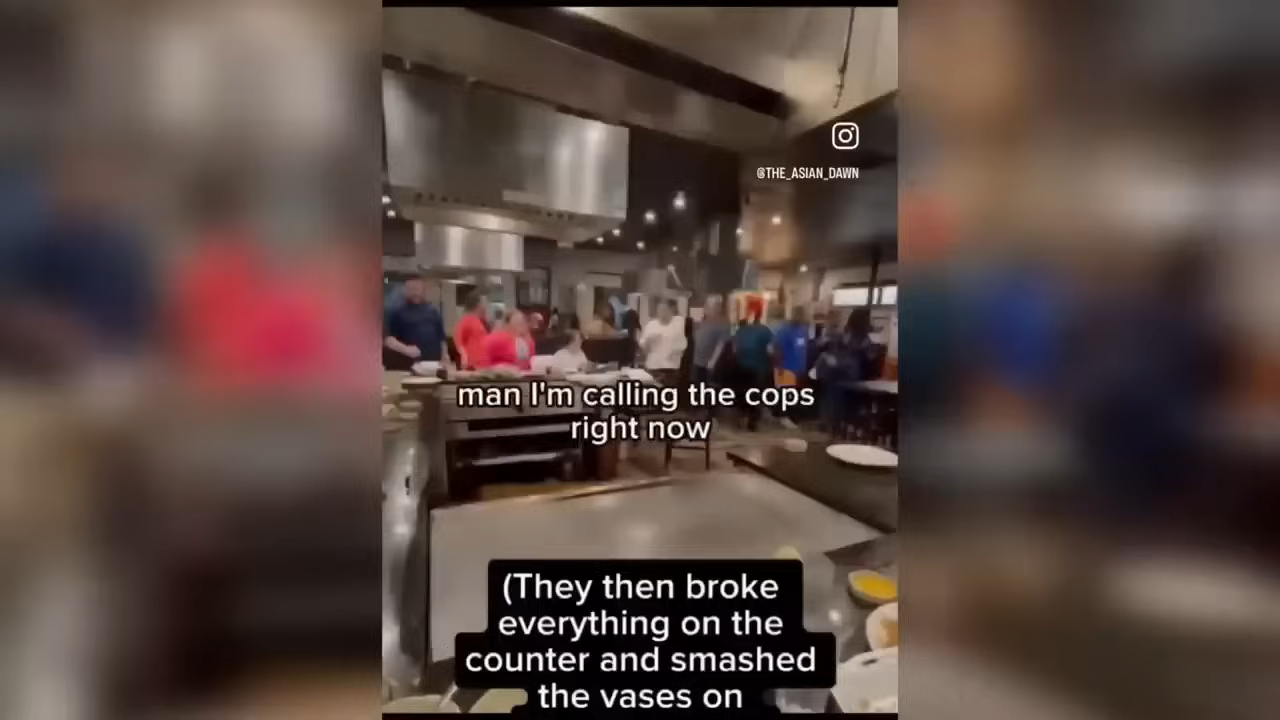 @THE_ASIAN_DAWN
man I'm calling the cops
right now
(They then broke
everything on the
counter and smashed
the vases on